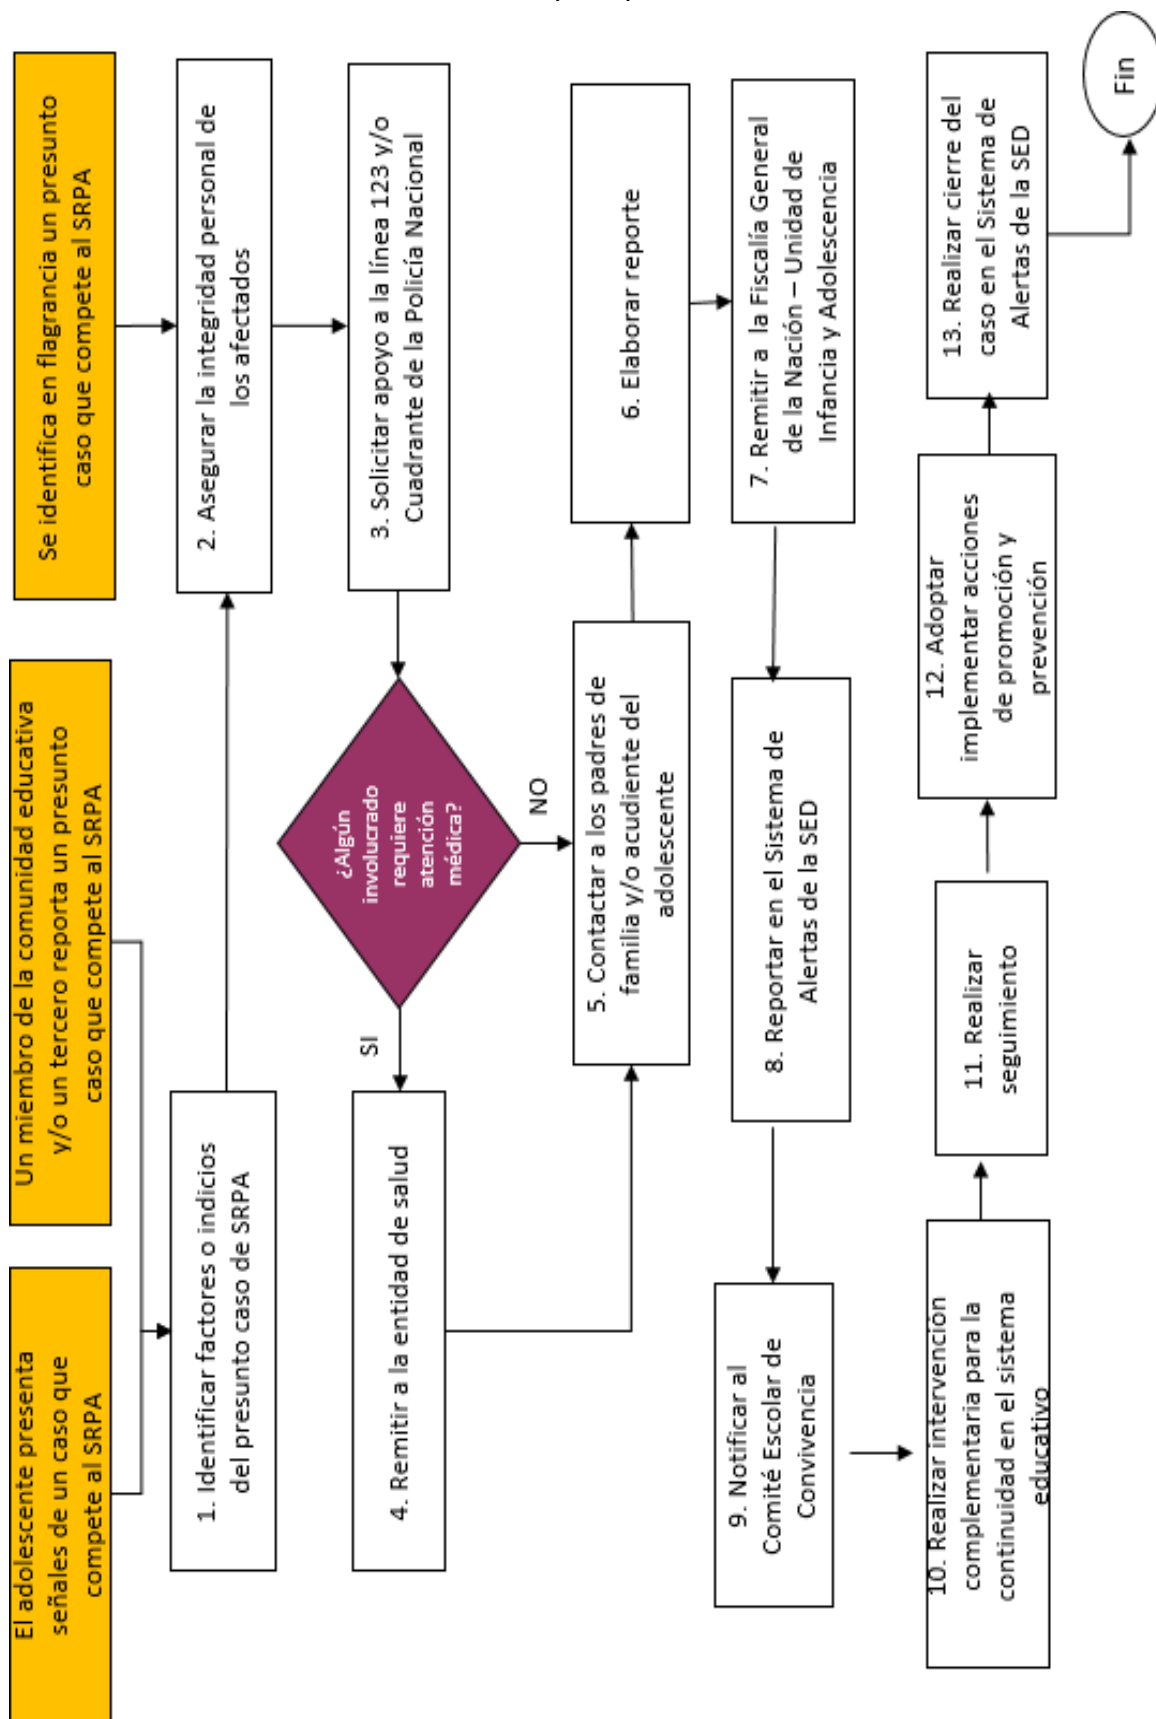 El adolescente presenta
señales de un caso que
compete al SRPA
Un miembro de la comunidad educativa
y/o un tercero reporta un presunto
caso que compete al SRPA
Se identifica en flagrancia un presunto
caso que compete al SRPA
1. Identificar factores o indicios
del presunto caso de SRPA
2. Asegurar la integridad personal de
los afectados
3. Solicitar apoyo a la línea 123 y/o
Cuadrante de la Policía Nacional
¿Algún
involucrado
requiere
atención
médica?
SI
NO
4. Remitir a la entidad de salud
5. Contactar a los padres de
familia y/o acudiente del
adolescente
6. Elaborar reporte
7. Remitir a la Fiscalía General
de la Nación – Unidad de
Infancia y Adolescencia
8. Reportar en el Sistema de
Alertas de la SED
9. Notificar al
Comité Escolar de
Convivencia
10. Realizar intervención
complementaria para la
continuidad en el sistema
educativo
11. Realizar
seguimiento
12. Adoptar
implementar acciones
de promoción y
prevención
13. Realizar cierre del
caso en el Sistema de
Alertas de la SED
Fin